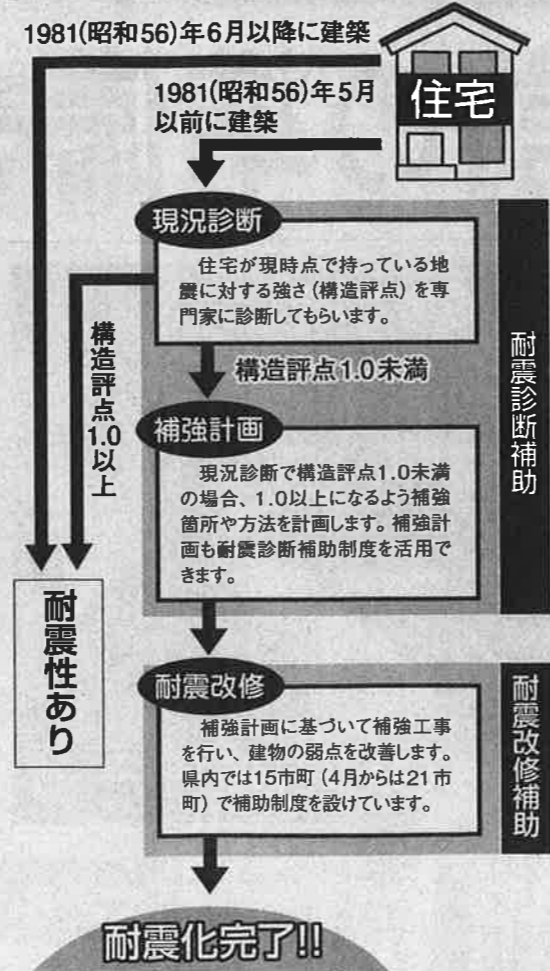 1981(昭和56)年6月以降に建築
住宅
1981(昭和56)年5月
以前に建築
現況診断
住宅が現時点で持っている地
震に対する強さ(構造評点)を専
門家に診断してもらいます。
構造評点1.0以上
構造評点1.0未満
耐震診断補助
補強計画
現況診断で構造評点1.0未満
の場合、1.0以上になるよう補強
箇所や方法を計画します。補強計
画も耐震診断補助制度を活用で
きます。
耐震性あり
耐震改修
補強計画に基づいて補強工事
を行い、建物の弱点を改善します。
県内では15市町(4月からは21市
町)で補助制度を設けています。
耐震改修補助
耐震化完了!!